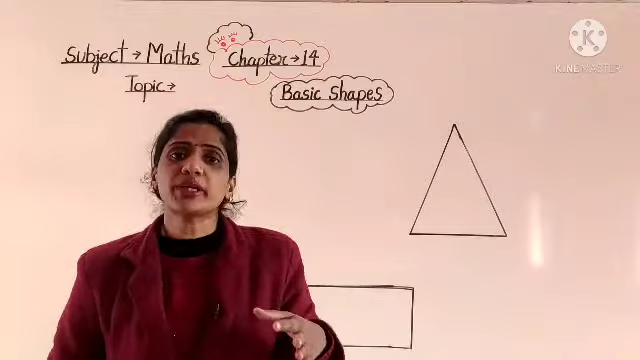 Subject → Maths
Chapter → 14
Topic →
Basic Shapes
K
KINEMASTER